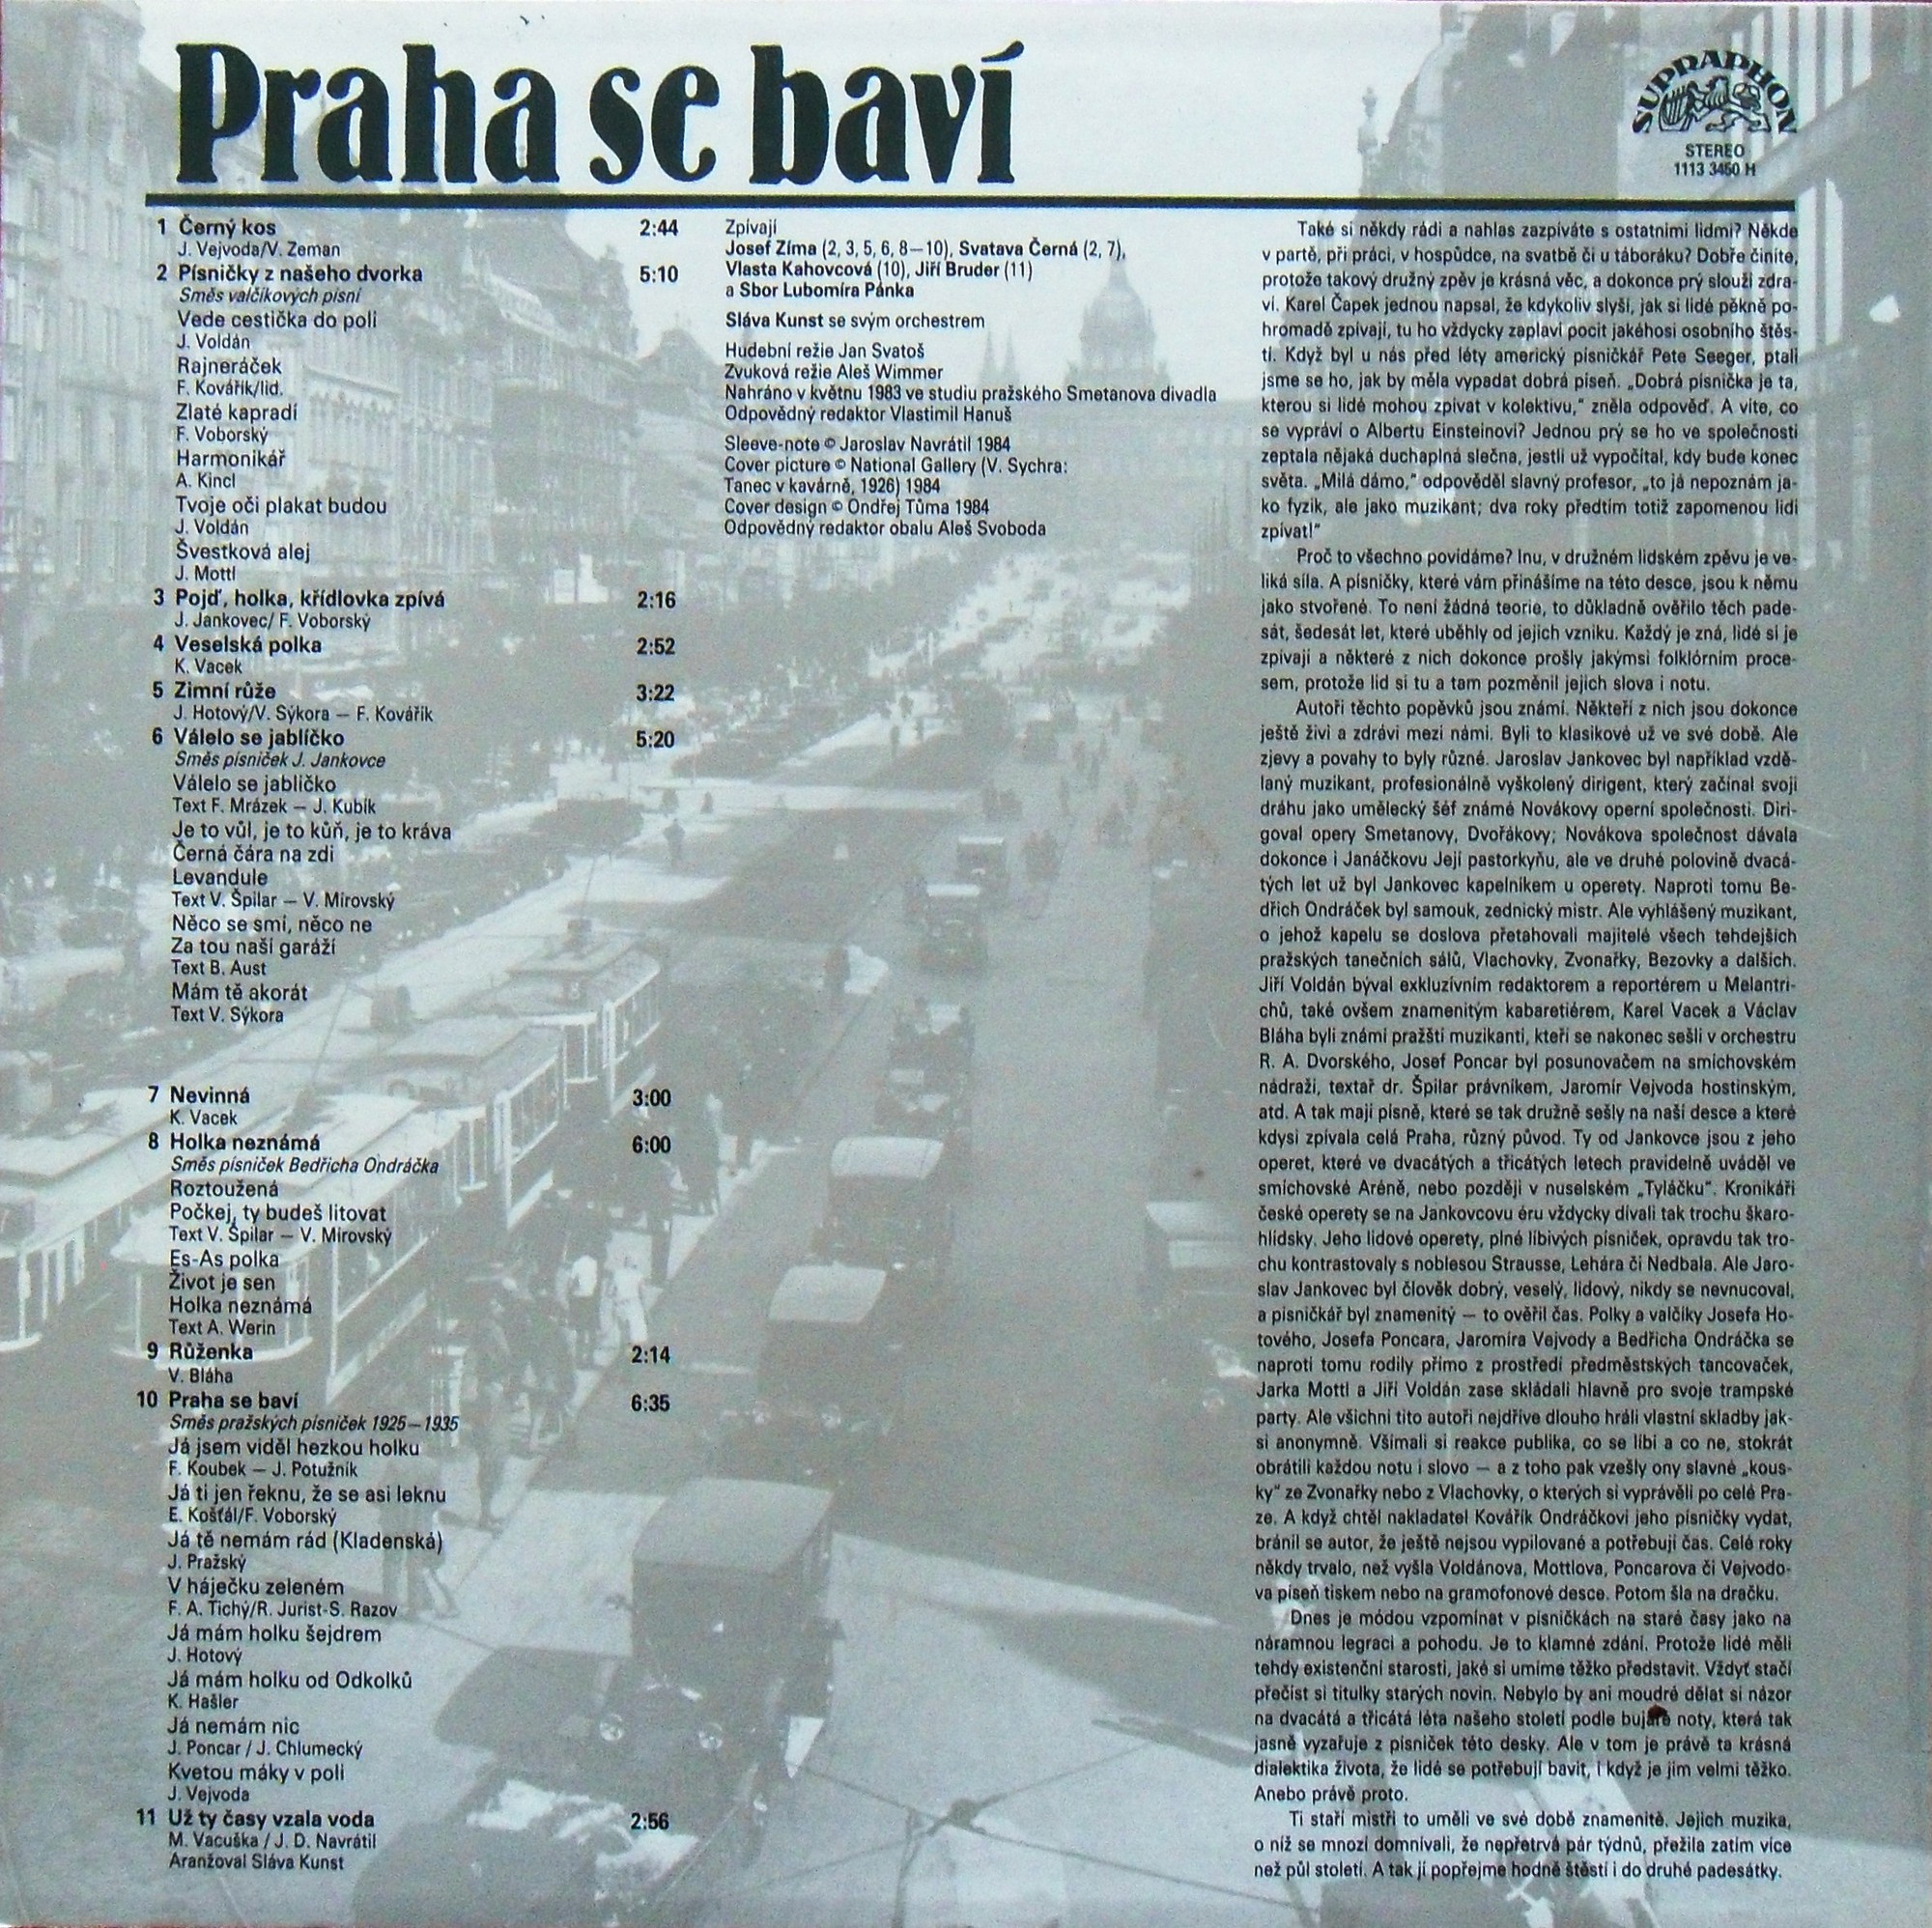 Praha se baví
SUPRAPHON
STEREO
1113 3450 H
1 Černý kos 2:44
J. Vejvoda/V. Zeman
2 Písničky z našeho dvorka 5:10
Směs valčíkových písní
Vede cestička do polí
J. Voldán
Rajneráček
F. Kovářík/lid.
Zlaté kapradí
F. Voborský
Harmonikář
A. Kincl
Tvoje oči plakat budou
J. Voldán
Švestková alej
J. Mottl
3 Pojď, holka, křídlovka zpívá 2:16
J. Jankovec/ F. Voborský
4 Veselská polka 2:52
K. Vacek
5 Zimní růže 3:22
J. Hotový/V. Sýkora — F. Kovářík
6 Válelo se jablíčko 5:20
Směs písniček J. Jankovce
Válelo se jablíčko
Text F. Mrázek — J. Kubík
Je to vůl, je to kůň, je to kráva
Černá čára na zdi
Levandule
Text V. Špilar — V. Mírovský
Něco se smí, něco ne
Za tou naší garáží
Text B. Aust
Mám tě akorát
Text V. Sýkora
7 Nevinná 3:00
K. Vacek
8 Holka neznámá 6:00
Směs písniček Bedřicha Ondráčka
Roztoužená
Počkej, ty budeš litovat
Text V. Špilar — V. Mírovský
Es-As polka
Život je sen
Holka neznámá
Text A. Werin
9 Růženka 2:14
V. Bláha
10 Praha se baví 6:35
Směs pražských písniček 1925—1935
Já jsem viděl hezkou holku
F. Koubek — J. Potužník
Já ti jen řeknu, že se asi leknu
E. Košťál/F. Voborský
Já tě nemám rád (Kladenská)
J. Pražský
V háječku zeleném
F. A. Tichý/R. Jurist-S. Razov
Já mám holku šejdrem
J. Hotový
Já mám holku od Odkolků
K. Hašler
Já nemám nic
J. Poncar / J. Chlumecký
Kvetou máky v polí
J. Vejvoda
11 Už ty časy vzala voda 2:56
M. Vacuška / J. D. Navrátil
Aranžoval Sláva Kunst
Zpívají
Josef Zíma (2, 3, 5, 6, 8—10), Svatava Černá (2, 7),
Vlasta Kahovcová (10), Jiří Bruder (11)
a Sbor Lubomíra Pánka
Sláva Kunst se svým orchestrem
Hudební režie Jan Svatoš
Zvuková režie Aleš Wimmer
Nahráno v květnu 1983 ve studiu pražského Smetanova divadla
Odpovědný redaktor Vlastimil Hanuš
Sleeve-note © Jaroslav Navrátil 1984
Cover picture © National Gallery (V. Sychra:
Tanec v kavárně, 1926) 1984
Cover design © Ondřej Tůma 1984
Odpovědný redaktor obalu Aleš Svoboda
Také si někdy rádi a nahlas zazpíváte s ostatními lidmi? Někde
v partě, při práci, v hospůdce, na svatbě či u táboráku? Dobře činíte,
protože takový družný zpěv je krásná věc, a dokonce prý slouží zdra-
ví. Karel Čapek jednou napsal, že kdykoliv slyší, jak si lidé pěkně po-
hromadě zpívají, tu ho vždycky zaplaví pocit jakéhosi osobního štěs-
tí. Když byl u nás před léty americký písničkář Pete Seeger, ptali
jsme se ho, jak by měla vypadat dobrá píseň. „Dobrá písnička je ta,
kterou si lidé mohou zpívat v kolektivu,“ zněla odpověď. A víte, co
se vypráví o Albertu Einsteinovi? Jednou prý se ho ve společnosti
zeptala nějaká duchaplná slečna, jestli už vypočítal, kdy bude konec
světa. „Milá dámo,“ odpověděl slavný profesor, „to já nepoznám ja-
ko fyzik, ale jako muzikant; dva roky předtím totiž zapomenou lidi
zpívat!“
Proč to všechno povídáme? Inu, v družném lidském zpěvu je ve-
liká síla. A písničky, které vám přinášíme na této desce, jsou k němu
jako stvořené. To není žádná teorie, to důkladně ověřilo těch pade-
sát, šedesát let, které uběhly od jejich vzniku. Každý je zná, lidé si je
zpívají a některé z nich dokonce prošly jakýmsi folklórním proce-
sem, protože lid si tu a tam pozměnil jejich slova i notu.
Autoři těchto popěvků jsou známí. Někteří z nich jsou dokonce
ještě živi a zdrávi mezi námi. Byli to klasikové už ve své době. Ale
zjevy a povahy to byly různé. Jaroslav Jankovec byl například vzdě-
laný muzikant, profesionálně vyškolený dirigent, který začínal svoji
dráhu jako umělecký šéf známé Novákovy operní společnosti. Diri-
goval opery Smetanovy, Dvořákovy; Novákova společnost dávala
dokonce i Janáčkovu Její pastorkyňu, ale ve druhé polovině dvacá-
tých let už byl Jankovec kapelníkem u operety. Naproti tomu Be-
dřich Ondráček byl samouk, zednický mistr. Ale vyhlášený muzikant,
o jehož kapelu se doslova přetahovali majitelé všech tehdejších
pražských tanečních sálů, Vlachovky, Zvonařky, Bezovky a dalších.
Jiří Voldán býval exkluzívním redaktorem a reportérem u Melantri-
chů, také ovšem znamenitým kabaretiérem, Karel Vacek a Václav
Bláha byli známí pražští muzikanti, kteří se nakonec sešli v orchestru
R. A. Dvorského, Josef Poncar byl posunovačem na smíchovském
nádraží, textař dr. Špilar právníkem, Jaromír Vejvoda hostinským,
atd. A tak mají písně, které se tak družně sešly na naší desce a které
kdysi zpívala celá Praha, různý původ. Ty od Jankovce jsou z jeho
operet, které ve dvacátých a třicátých letech pravidelně uváděl ve
smíchovské Aréně, nebo později v nuselském „Tyláčku“. Kronikáři
české operety se na Jankovcovu éru vždycky dívali tak trochu škaro-
hlídsky. Jeho lidové operety, plné líbivých písniček, opravdu tak tro-
chu kontrastovaly s noblesou Strausse, Lehára či Nedbala. Ale Jaro-
slav Jankovec byl člověk dobrý, veselý, lidový, nikdy se nevnucoval,
a písničkář byl znamenitý — to ověřil čas. Polky a valčíky Josefa Ho-
tového, Josefa Poncara, Jaromíra Vejvody a Bedřicha Ondráčka se
naproti tomu rodily přímo z prostředí předměstských tancovaček,
Jarka Mottl a Jiří Voldán zase skládali hlavně pro svoje trampské
party. Ale všichni tito autoři nejdříve dlouho hráli vlastní skladby jak-
si anonymně. Všímali si reakce publika, co se líbí a co ne, stokrát
obrátili každou notu i slovo — a z toho pak vzešly ony slavné „kous-
ky“ ze Zvonařky nebo z Vlachovky, o kterých si vyprávěli po celé Pra-
ze. A když chtěl nakladatel Kovářík Ondráčkovi jeho písničky vydat,
bránil se autor, že ještě nejsou vypilované a potřebují čas. Celé roky
někdy trvalo, než vyšla Voldánova, Mottlova, Poncarova či Vejvodo-
va píseň tiskem nebo na gramofonové desce. Potom šla na dračku.
Dnes je módou vzpomínat v písničkách na staré časy jako na
náramnou legraci a pohodu. Je to klamné zdání. Protože lidé měli
tehdy existenční starosti, jaké si umíme těžko představit. Vždyť stačí
přečíst si titulky starých novin. Nebylo by ani moudré dělat si názor
na dvacátá a třicátá léta našeho století podle bujaré noty, která tak
jasně vyzařuje z písniček této desky. Ale v tom je právě ta krásná
dialektika života, že lidé se potřebují bavit, i když je jim velmi těžko.
Anebo právě proto.
Ti staří mistři to uměli ve své době znamenitě. Jejich muzika,
o níž se mnozí domnívali, že nepřetrvá pár týdnů, přežila zatím více
než půl století. A tak jí popřejme hodně štěstí i do druhé padesátky.